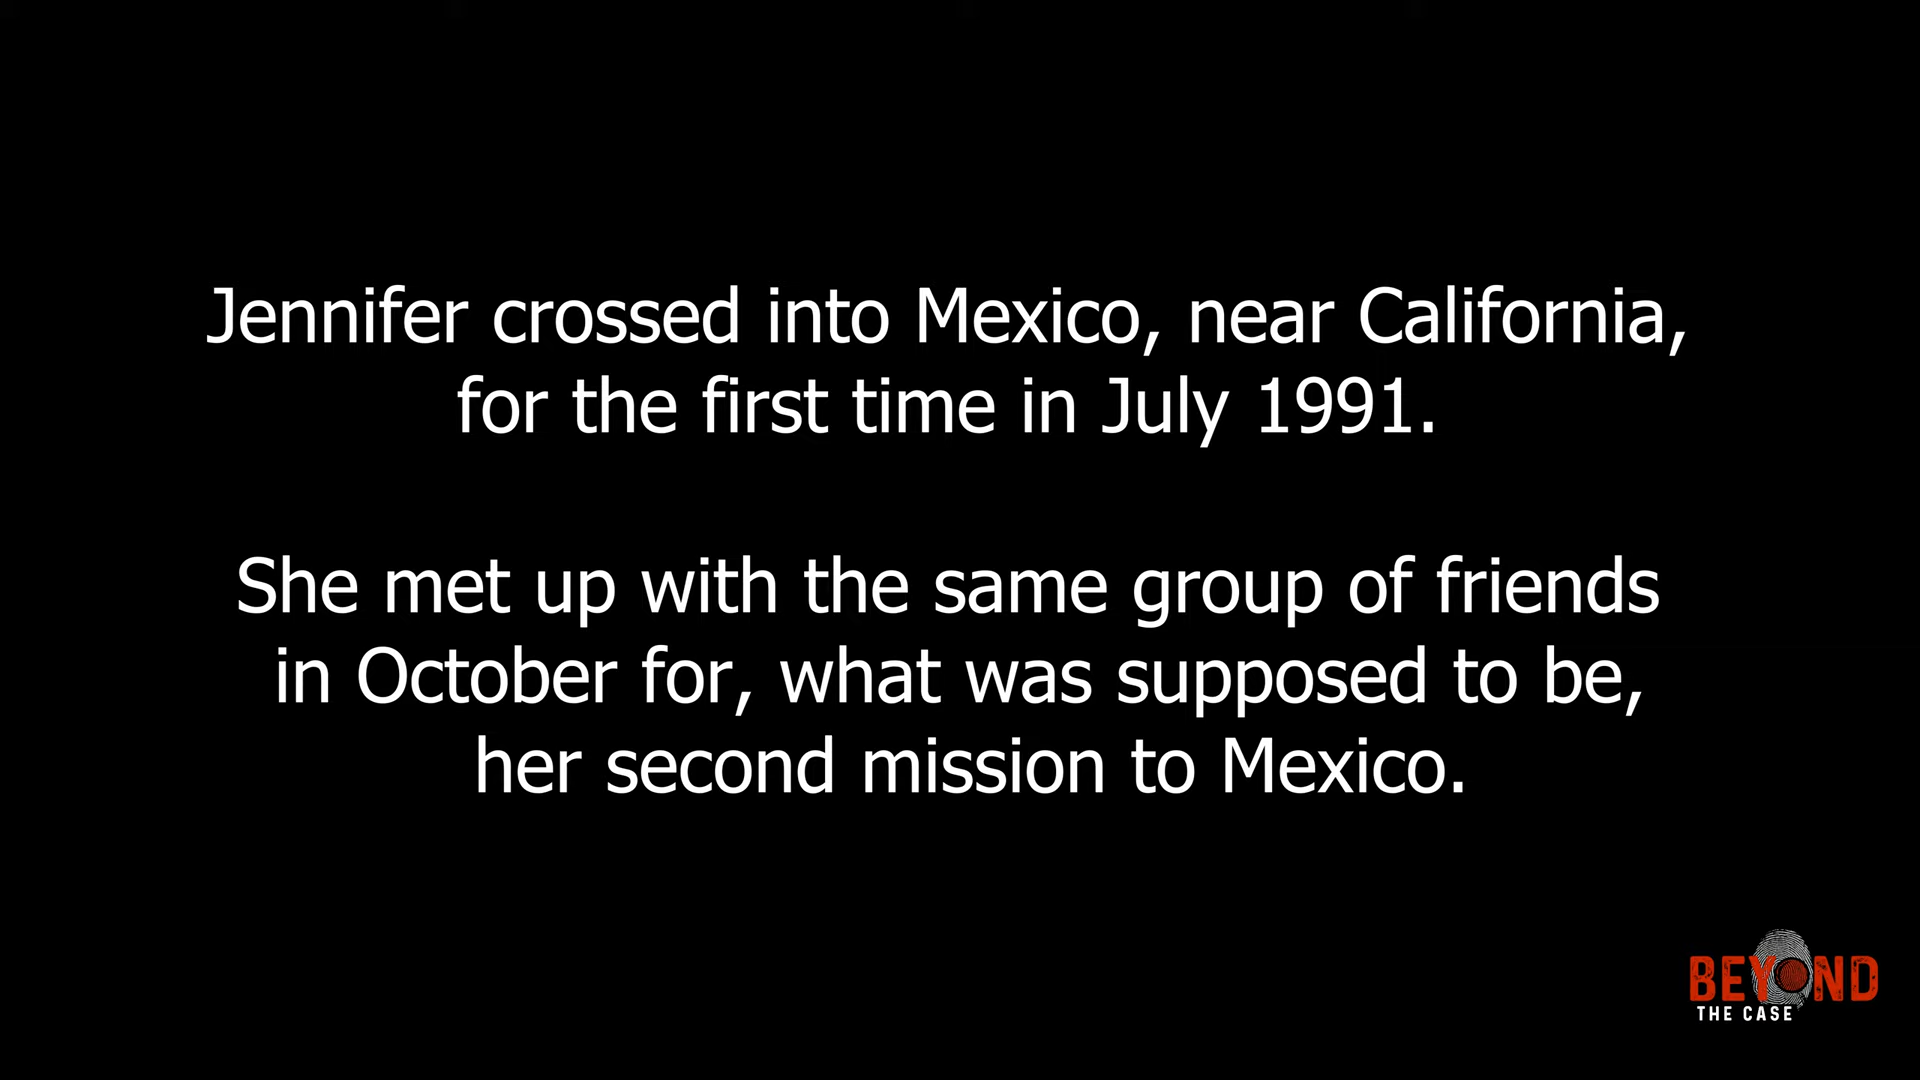 Jennifer crossed into Mexico, near California,
for the first time in July 1991.
She met up with the same group of friends
in October for, what was supposed to be,
her second mission to Mexico.
BEYOND
THE CASE